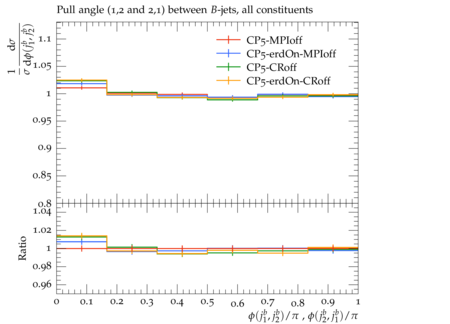 Pull angle (1,2 and 2,1) between B-jets, all constituents
1/σ dσ/dϕ(j₁ᵇ, j₂ᵇ)
CP5-MPIoff
CP5-erdOn-MPIoff
CP5-CRoff
CP5-erdOn-CRoff
1.1
1.05
1
0.95
0.9
0.85
0.8
Ratio
1.04
1.02
1
0.98
0.96
0 0.1 0.2 0.3 0.4 0.5 0.6 0.7 0.8 0.9 1
ϕ(j₁ᵇ, j₂ᵇ)/π , ϕ(j₂ᵇ, j₁ᵇ)/π